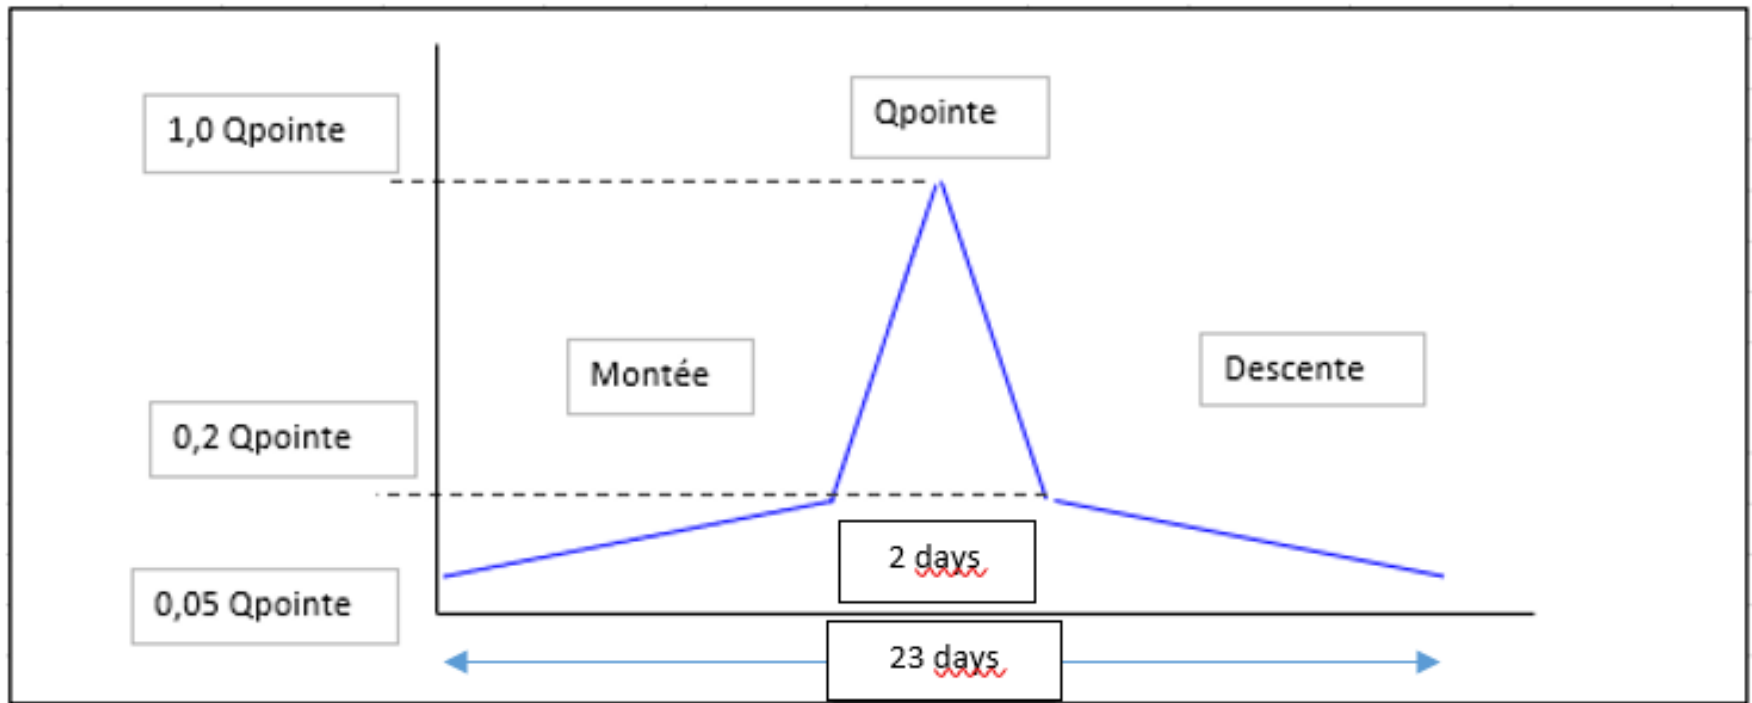 Qpointe
1,0 Qpointe
Montée
Descente
0,2 Qpointe
2 days
0,05 Qpointe
23 days